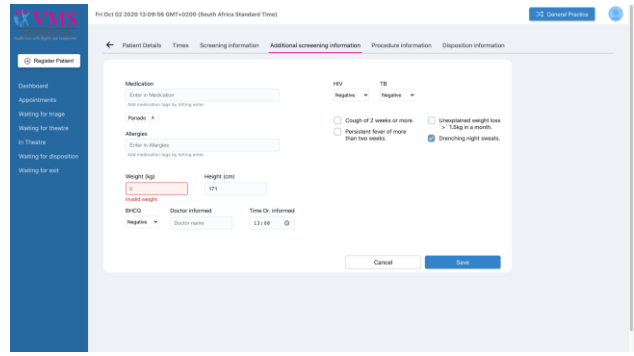 VMS
Fri Oct 02 2020 13:09:56 GMT+0200 (South Africa Standard Time)
General Practice
Register Patient
Patient Details
Times
Screening information
Additional screeening information
Procedure information
Disposition information
Dashboard
Appointments
Waiting for triage
Waiting for theatre
In Theatre
Waiting for disposition
Waiting for exit
Medication
Enter in Medication
Add medication tags by hitting enter.
Panado ×
Allergies
Enter in Allergies
Add medication tags by hitting enter.
Weight (kg)
Height (cm)
0
171
Invalid weight
BHCG
Doctor informed
Time Dr. informed
Negative
Doctor name
13:08
HIV
TB
Negative
Negative
Cough of 2 weeks or more.
Persistent fever of more
than two weeks.
Unexplained weight loss
`>` 1.5kg in a month.
Drenching night sweats.
Cancel
Save